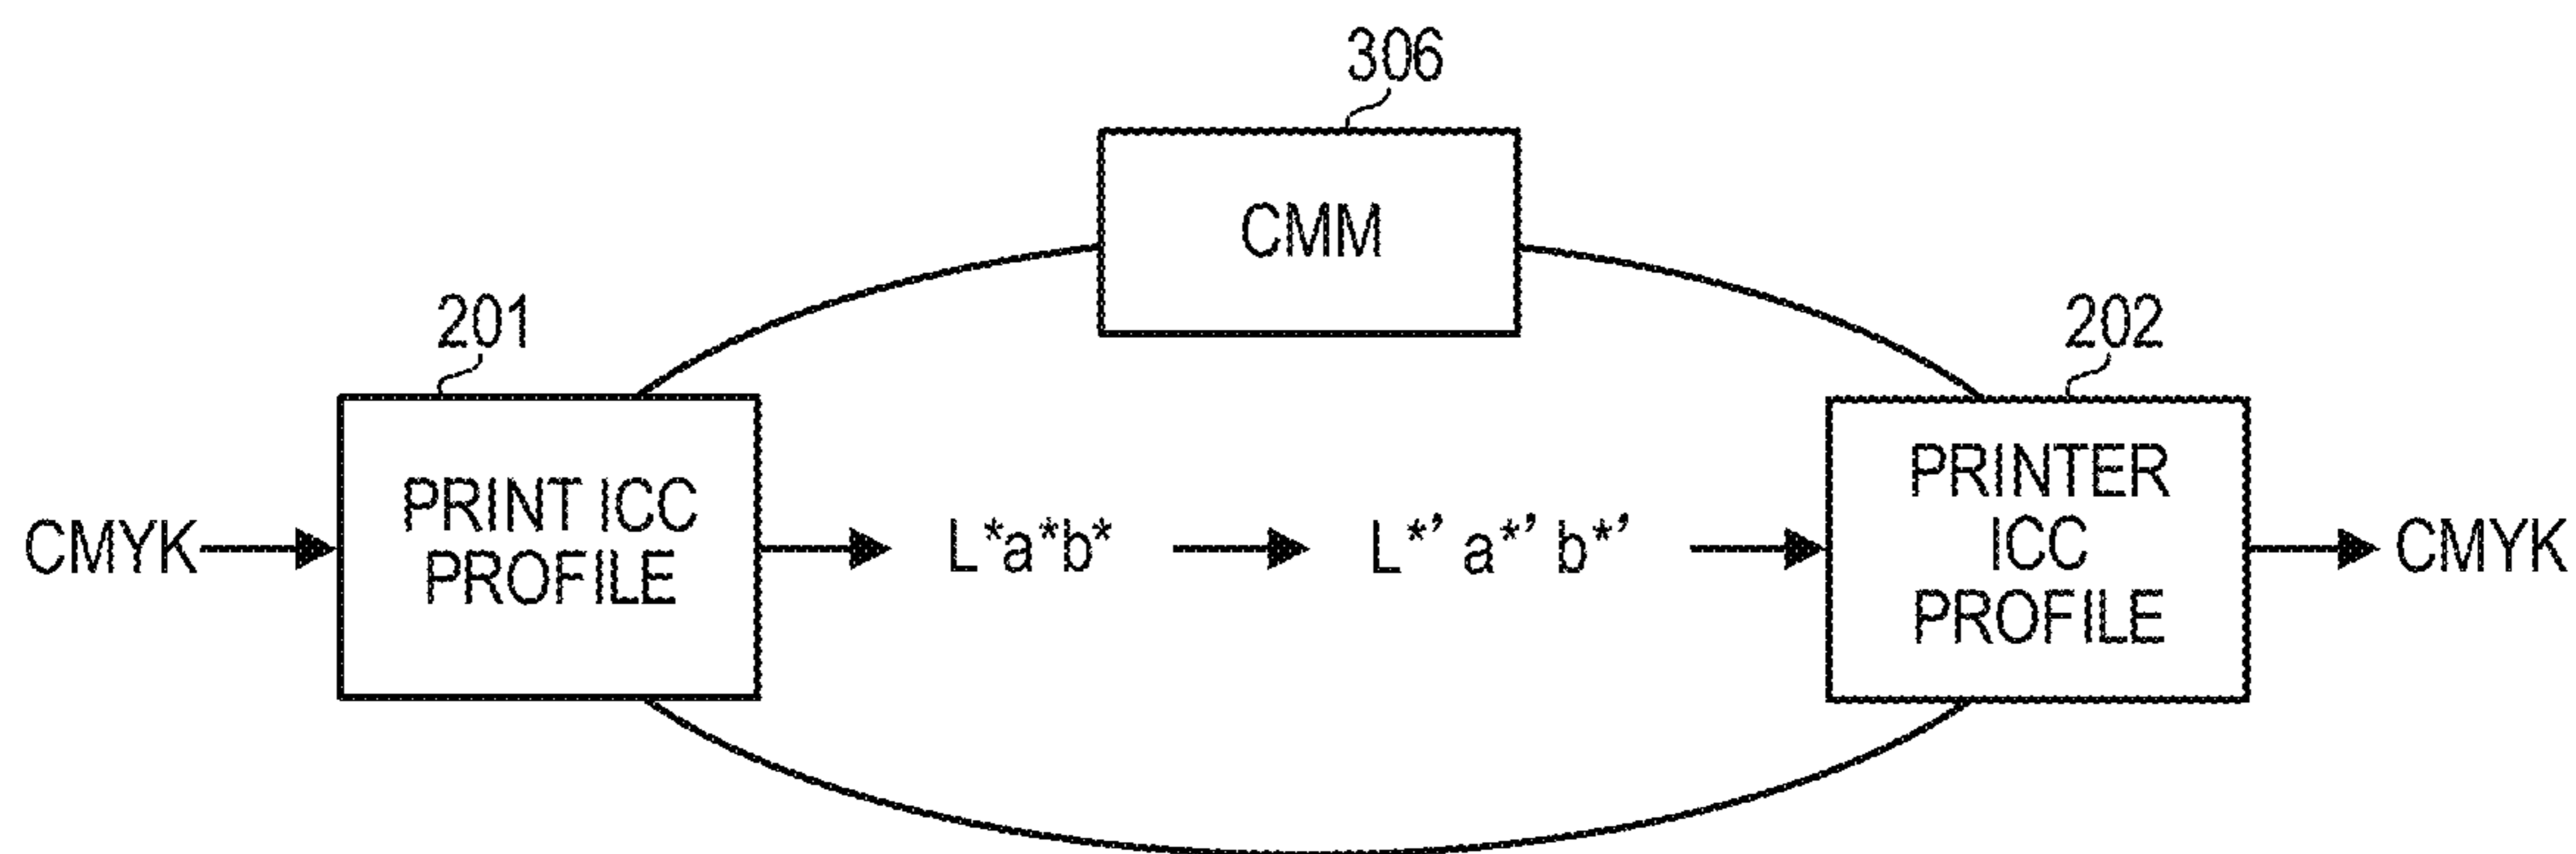 306
CMM
201
202
CMYK
PRINT ICC
PROFILE
L*a*b*
L*’ a*’ b*’
PRINTER
ICC
PROFILE
CMYK